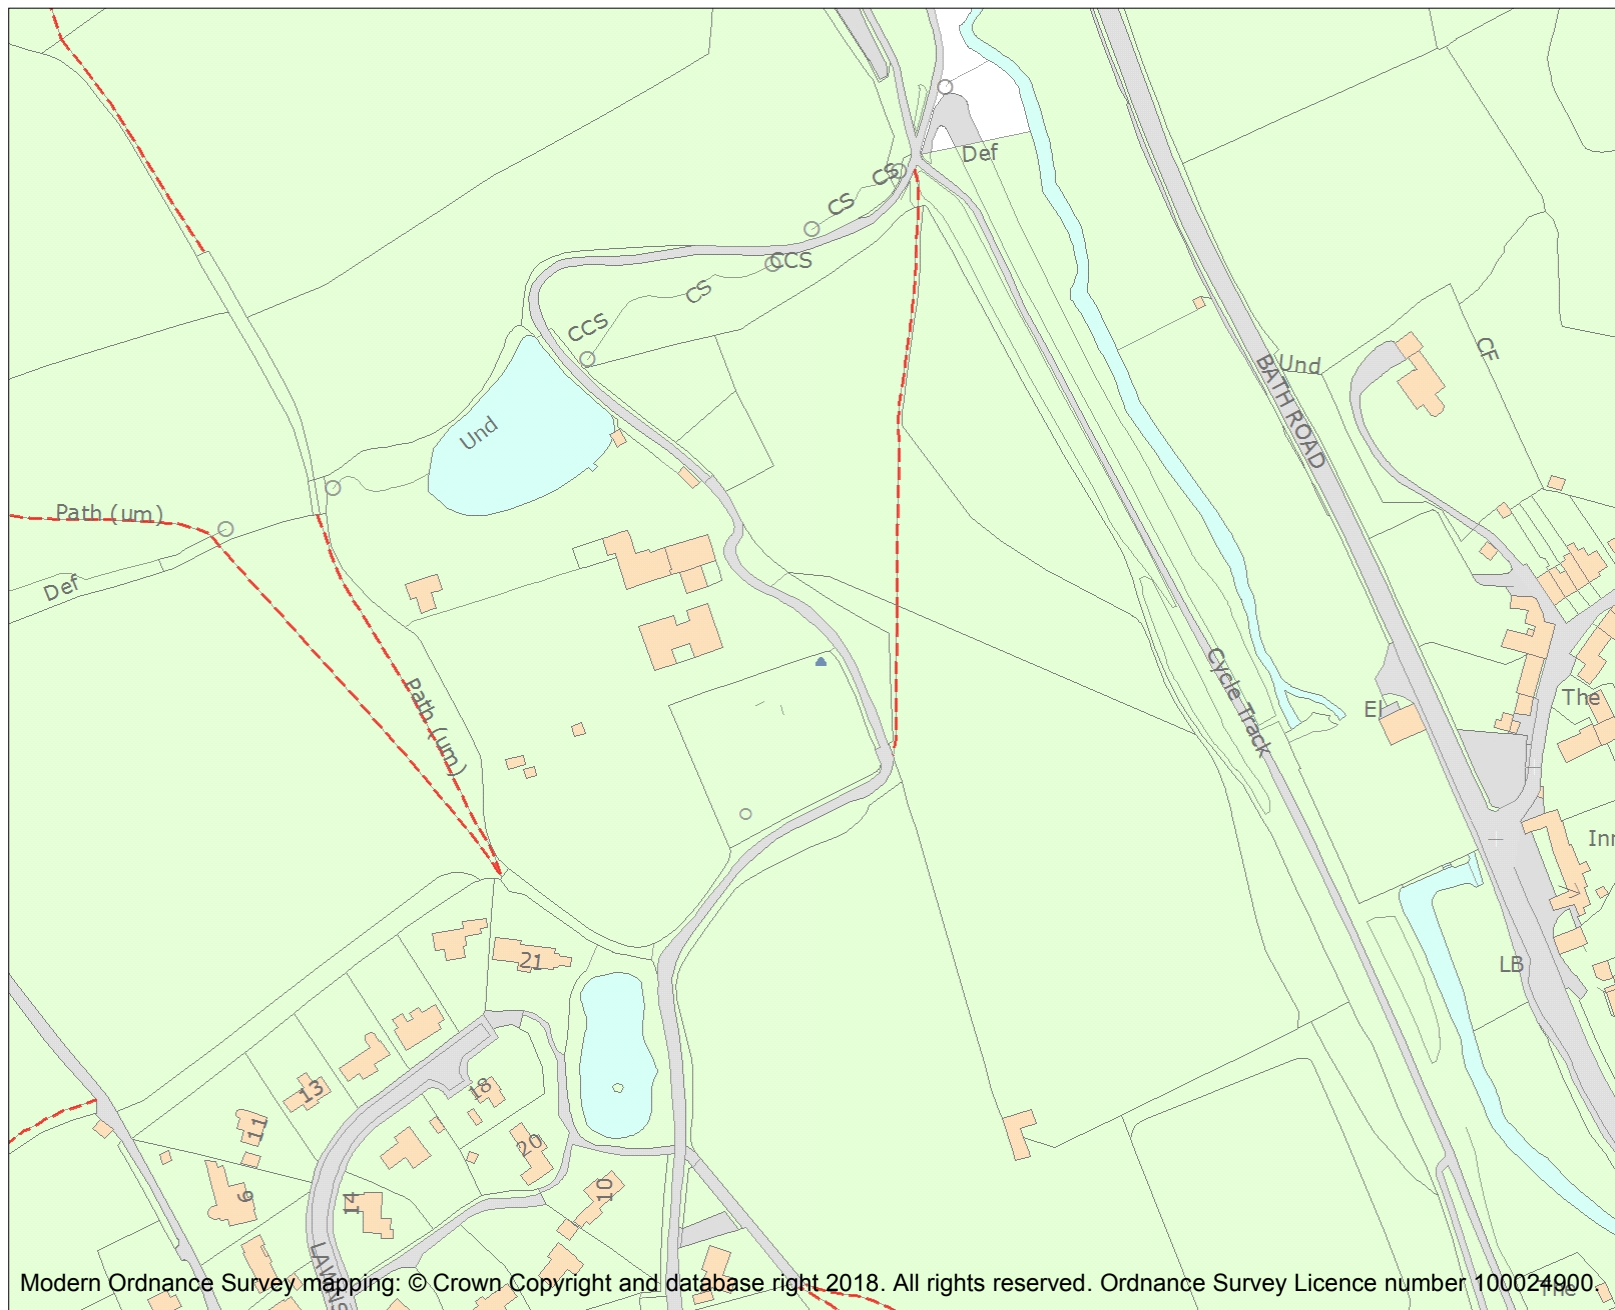 Def
CS
CS
CCS
CS
CCS
Und
CF
BATH ROAD
Und
Path (um)
Def
Cycle Track
Path (um)
El
The
Inn
21
LB
18
13
11
20
10
9
14
LAWNS
The
Modern Ordnance Survey mapping: © Crown Copyright and database right 2018. All rights reserved. Ordnance Survey Licence number 100024900.